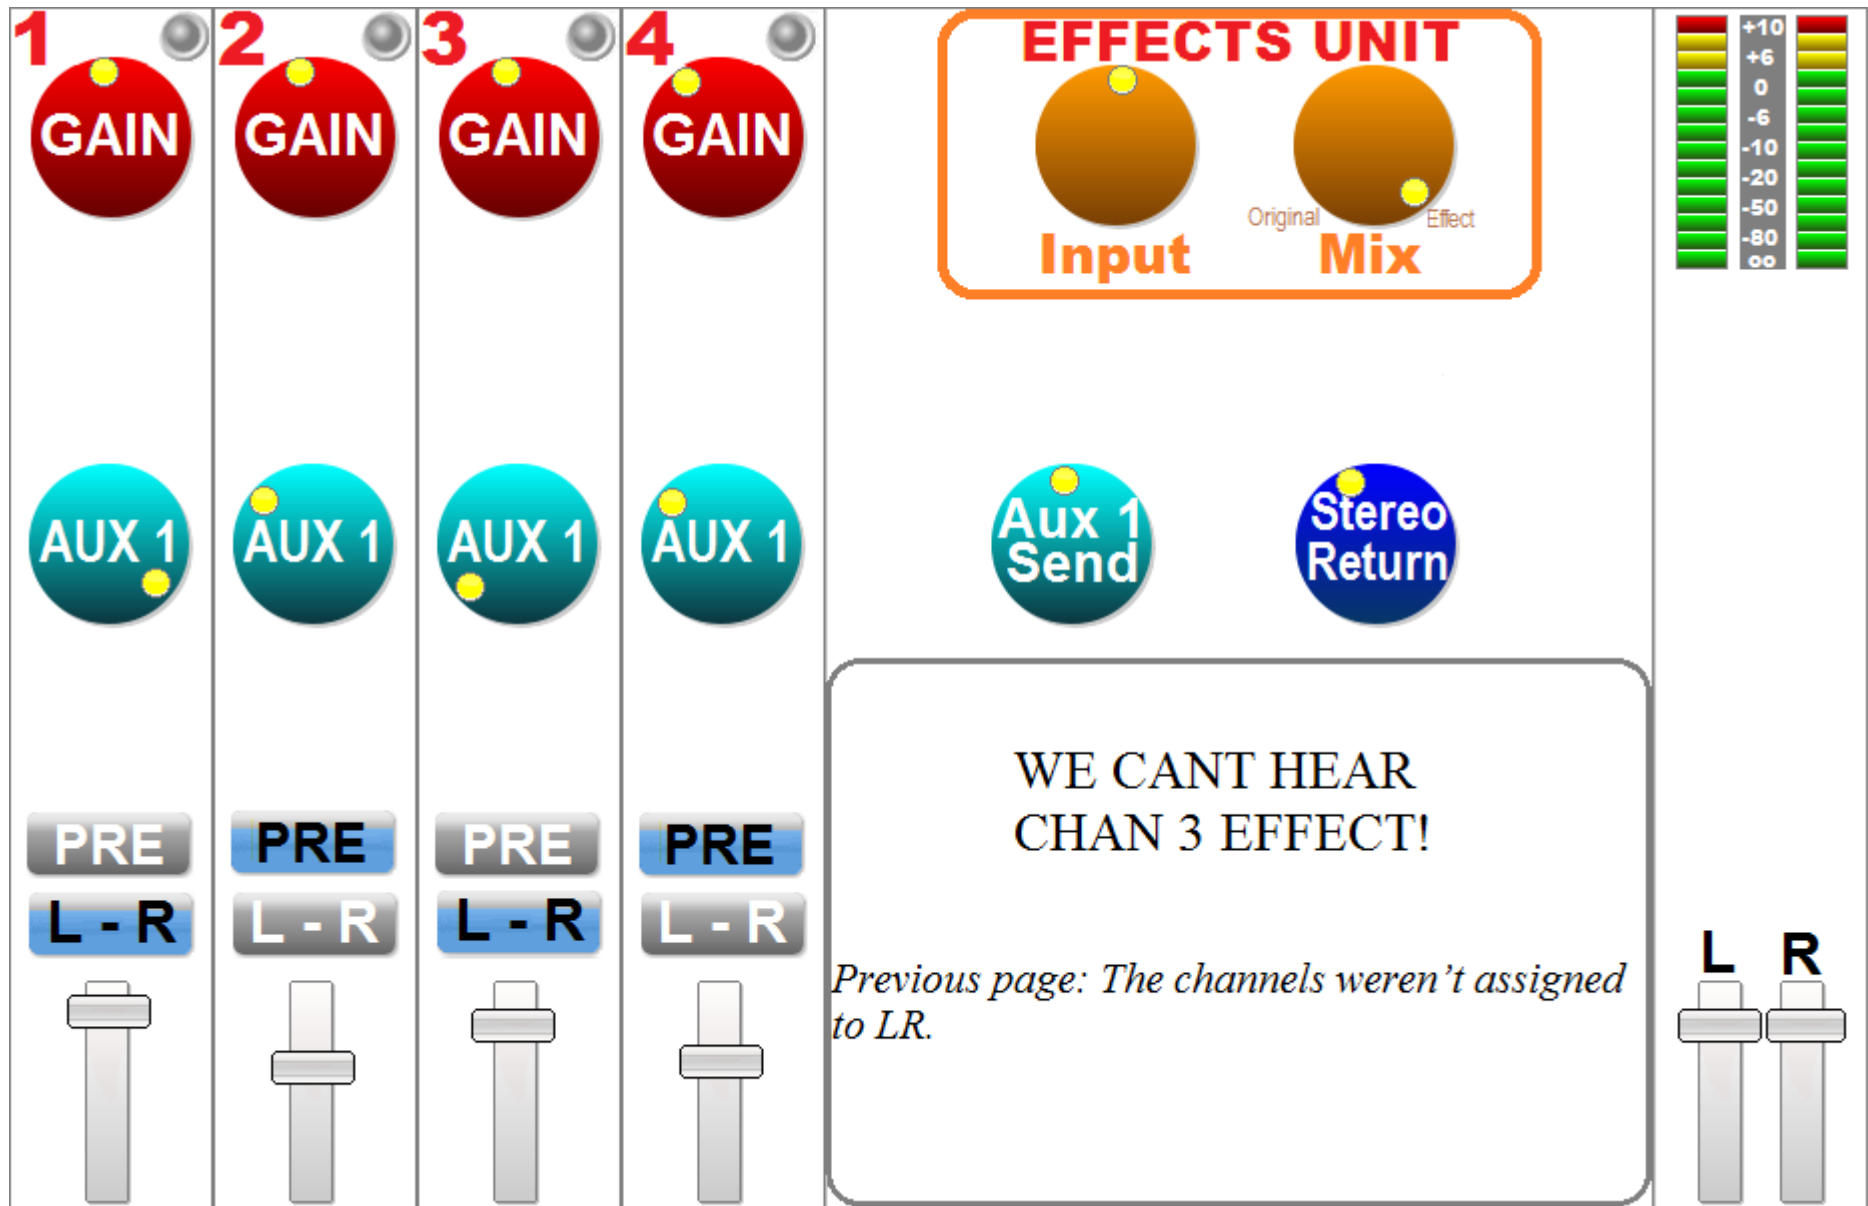 1
2
3
4
GAIN
GAIN
GAIN
GAIN
EFFECTS UNIT
Original
Effect
Input
Mix
+10
+6
0
-6
-10
-20
-50
-80
oo
AUX 1
AUX 1
AUX 1
AUX 1
Aux 1
Send
Stereo
Return
PRE
PRE
PRE
PRE
L - R
L - R
L - R
L - R
WE CANT HEAR
CHAN 3 EFFECT!
Previous page: The channels weren’t assigned
to LR.
L R